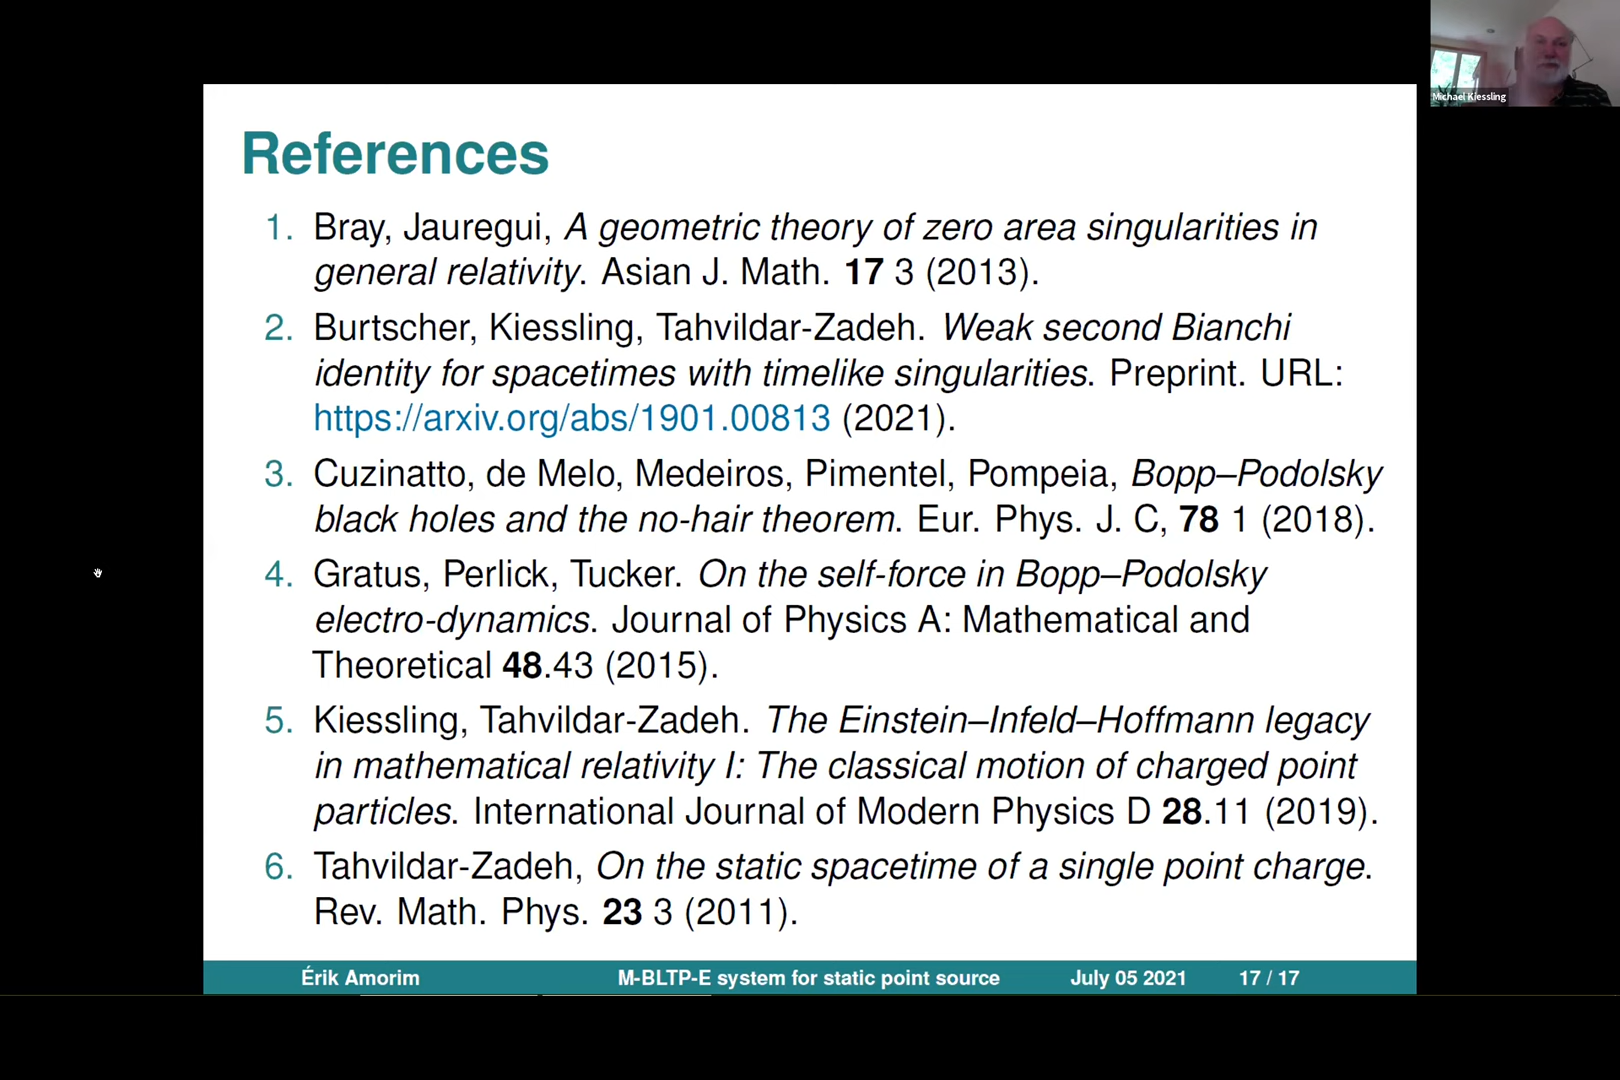 Michael Kiessling
References
1. Bray, Jauregui, A geometric theory of zero area singularities in
general relativity. Asian J. Math. 17 3 (2013).
2. Burtscher, Kiessling, Tahvildar-Zadeh. Weak second Bianchi
identity for spacetimes with timelike singularities. Preprint. URL:
https://arxiv.org/abs/1901.00813 (2021).
3. Cuzinatto, de Melo, Medeiros, Pimentel, Pompeia, Bopp–Podolsky
black holes and the no-hair theorem. Eur. Phys. J. C, 78 1 (2018).
4. Gratus, Perlick, Tucker. On the self-force in Bopp–Podolsky
electro-dynamics. Journal of Physics A: Mathematical and
Theoretical 48.43 (2015).
5. Kiessling, Tahvildar-Zadeh. The Einstein–Infeld–Hoffmann legacy
in mathematical relativity I: The classical motion of charged point
particles. International Journal of Modern Physics D 28.11 (2019).
6. Tahvildar-Zadeh, On the static spacetime of a single point charge.
Rev. Math. Phys. 23 3 (2011).
Érik Amorim M-BLTP-E system for static point source July 05 2021 17 / 17